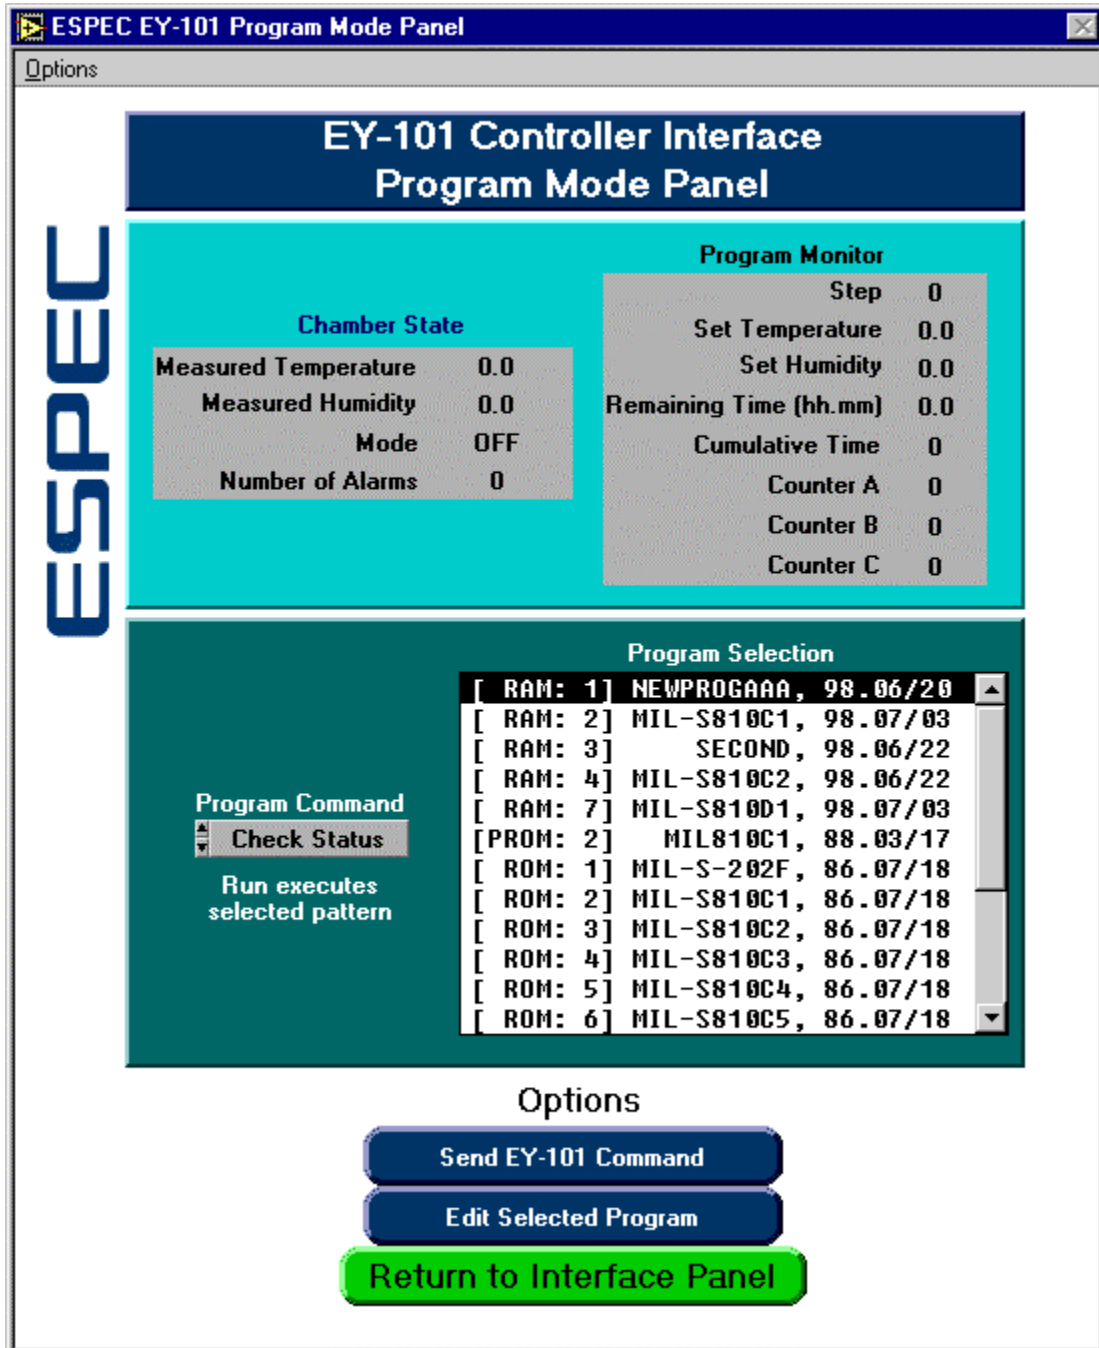 ESPEC EY-101 Program Mode Panel
Options
EY-101 Controller Interface
Program Mode Panel
ESPEC
Chamber State
Measured Temperature 0.0
Measured Humidity 0.0
Mode OFF
Number of Alarms 0
Program Monitor
Step 0
Set Temperature 0.0
Set Humidity 0.0
Remaining Time (hh.mm) 0.0
Cumulative Time 0
Counter A 0
Counter B 0
Counter C 0
Program Command
Check Status
Run executes
selected pattern
Program Selection
[ RAM: 1] NEWPROGAAA, 98.06/20
[ RAM: 2] MIL-S810C1, 98.07/03
[ RAM: 3] SECOND, 98.06/22
[ RAM: 4] MIL-S810C2, 98.06/22
[ RAM: 7] MIL-S810D1, 98.07/03
[PROM: 2] MIL810C1, 88.03/17
[ ROM: 1] MIL-S-202F, 86.07/18
[ ROM: 2] MIL-S810C1, 86.07/18
[ ROM: 3] MIL-S810C2, 86.07/18
[ ROM: 4] MIL-S810C3, 86.07/18
[ ROM: 5] MIL-S810C4, 86.07/18
[ ROM: 6] MIL-S810C5, 86.07/18
Options
Send EY-101 Command
Edit Selected Program
Return to Interface Panel